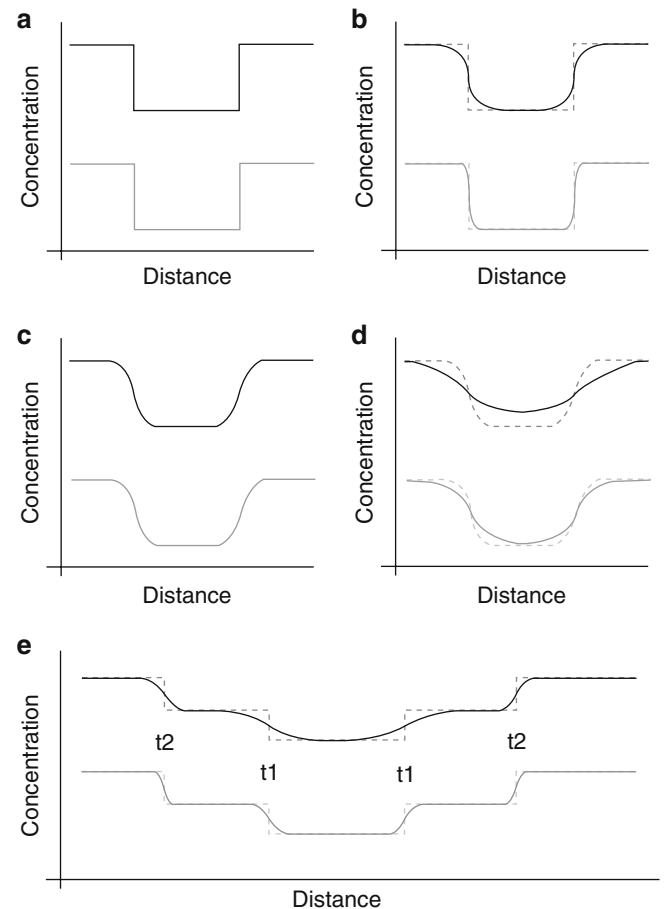 a
b
Concentration
Concentration
Distance
Distance
c
d
Concentration
Concentration
Distance
Distance
e
Concentration
t2
t2
t1
t1
Distance